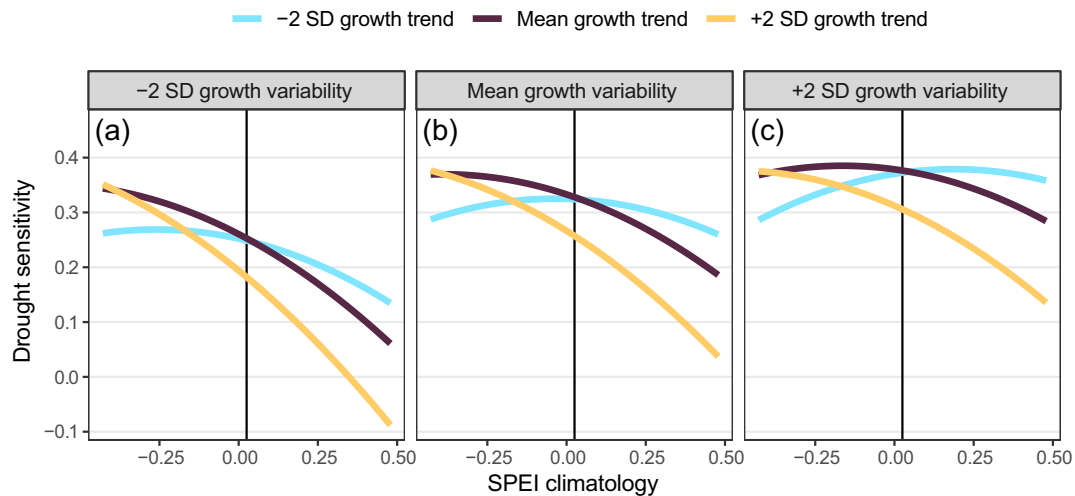 −2 SD growth trend Mean growth trend +2 SD growth trend
−2 SD growth variability Mean growth variability +2 SD growth variability
(a) (b) (c)
0.4
0.3
0.2
0.1
0.0
−0.1
Drought sensitivity
−0.25 0.00 0.25 0.50 −0.25 0.00 0.25 0.50 −0.25 0.00 0.25 0.50
SPEI climatology